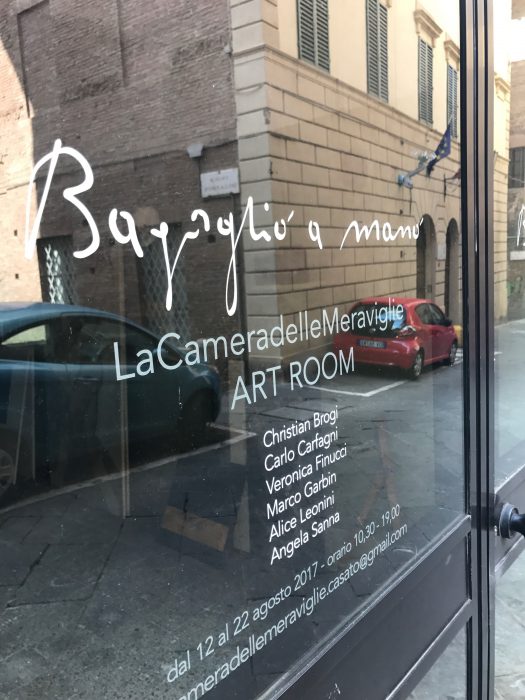 Bagaglio a mano
LaCameradelleMeraviglie
ART ROOM
Christian Brogi
Carlo Carfagni
Veronica Finucci
Marco Garbin
Alice Leonini
Angela Sanna
dal 12 al 22 agosto 2017 - orario 10,30 - 19,00
cameradellemeraviglie.casato@gmail.com